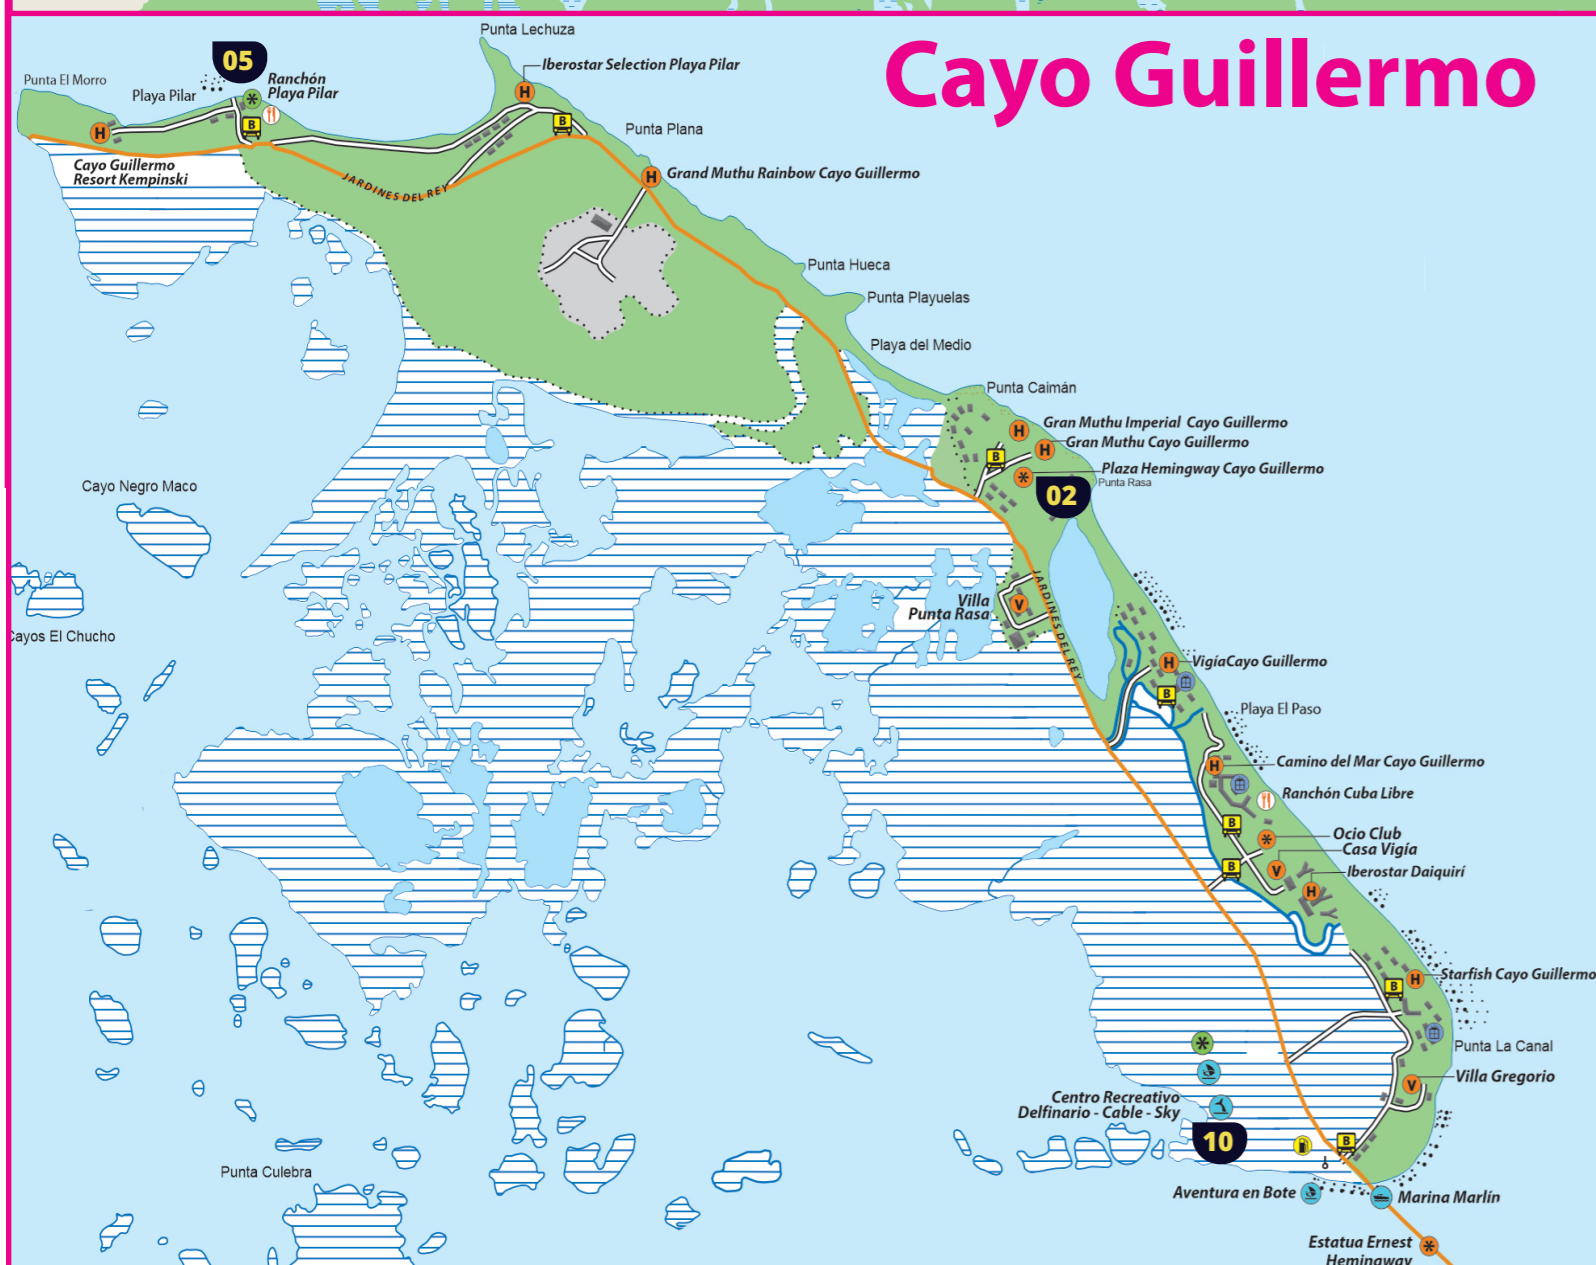 Cayo Guillermo
Punta Lechuza
05
Iberostar Selection Playa Pilar
Punta El Morro
Ranchón
Playa Pilar
Playa Pilar
H
B
H
B
Punta Plana
Cayo Guillermo
Resort Kempinski
JARDINES DEL REY
H
Grand Muthu Rainbow Cayo Guillermo
Punta Hueca
Punta Playuelas
Playa del Medio
Punta Caimán
H
Gran Muthu Imperial Cayo Guillermo
H
Gran Muthu Cayo Guillermo
B
Plaza Hemingway Cayo Guillermo
Punta Rasa
02
Cayo Negro Maco
JARDINES DEL REY
Villa
Punta Rasa
V
Cayos El Chucho
H
VigíaCayo Guillermo
B
Playa El Paso
H
Camino del Mar Cayo Guillermo
Ranchón Cuba Libre
B
Ocio Club
Casa Vigía
B
V
Iberostar Daiquirí
H
H
Starfish Cayo Guillermo
B
Punta La Canal
V
Villa Gregorio
Centro Recreativo
Delfinario - Cable - Sky
10
B
Punta Culebra
Aventura en Bote
Marina Marlín
Estatua Ernest
Hemingway